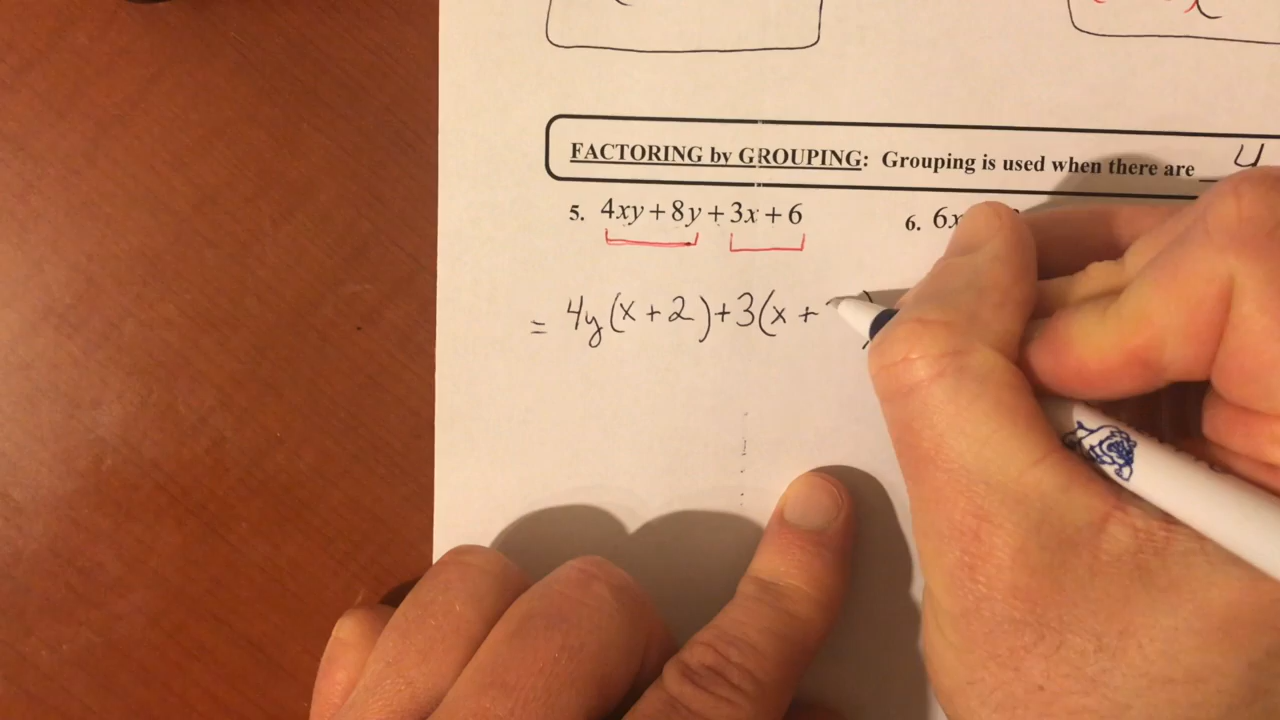 FACTORING by GROUPING: Grouping is used when there are 4
5. 4xy+8y+3x+6
6. 6x
= 4y(x+2)+3(x+